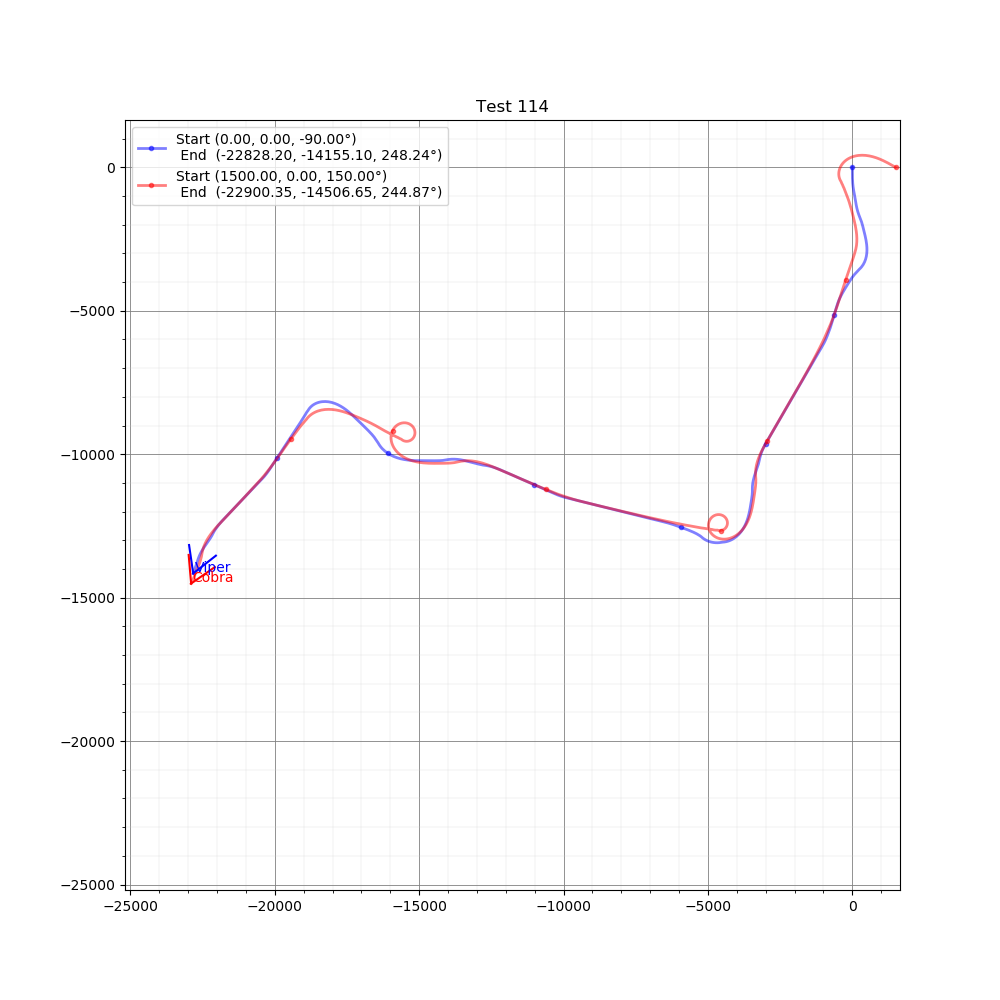 Test 114
Start (0.00, 0.00, -90.00°)
End  (-22828.20, -14155.10, 248.24°)
Start (1500.00, 0.00, 150.00°)
End  (-22900.35, -14506.65, 244.87°)
0
−5000
−10000
−15000
−20000
−25000
Viper
Cobra
−25000 −20000 −15000 −10000 −5000 0